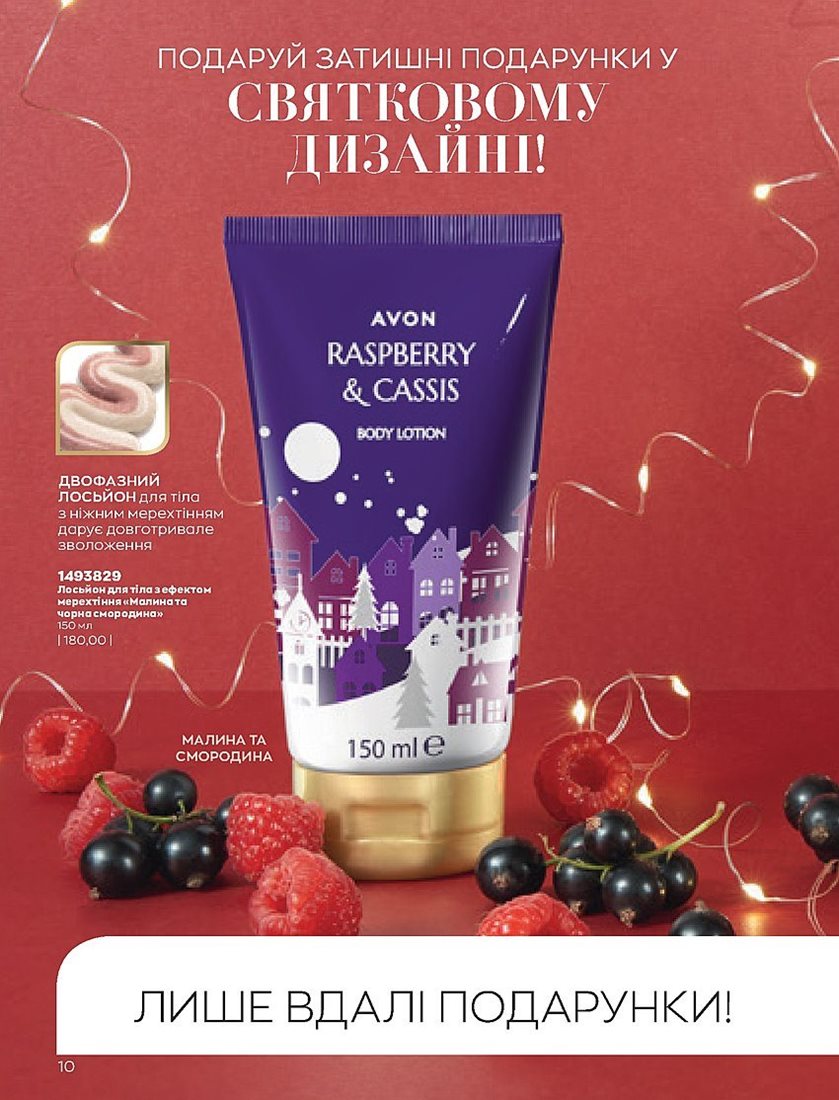 ПОДАРУЙ ЗАТИШНІ ПОДАРУНКИ У
СВЯТКОВОМУ
ДИЗАЙНІ!
AVON
RASPBERRY
& CASSIS
BODY LOTION
150 ml e
ДВОФАЗНИЙ
ЛОСЬЙОН для тіла
з ніжним мерехтінням
дарує довготривале
зволоження
1493829
Лосьйон для тіла з ефектом
мерехтіння «Малина та
чорна смородина»
150 мл
| 180,00 |
МАЛИНА ТА
СМОРОДИНА
ЛИШЕ ВДАЛІ ПОДАРУНКИ!
10